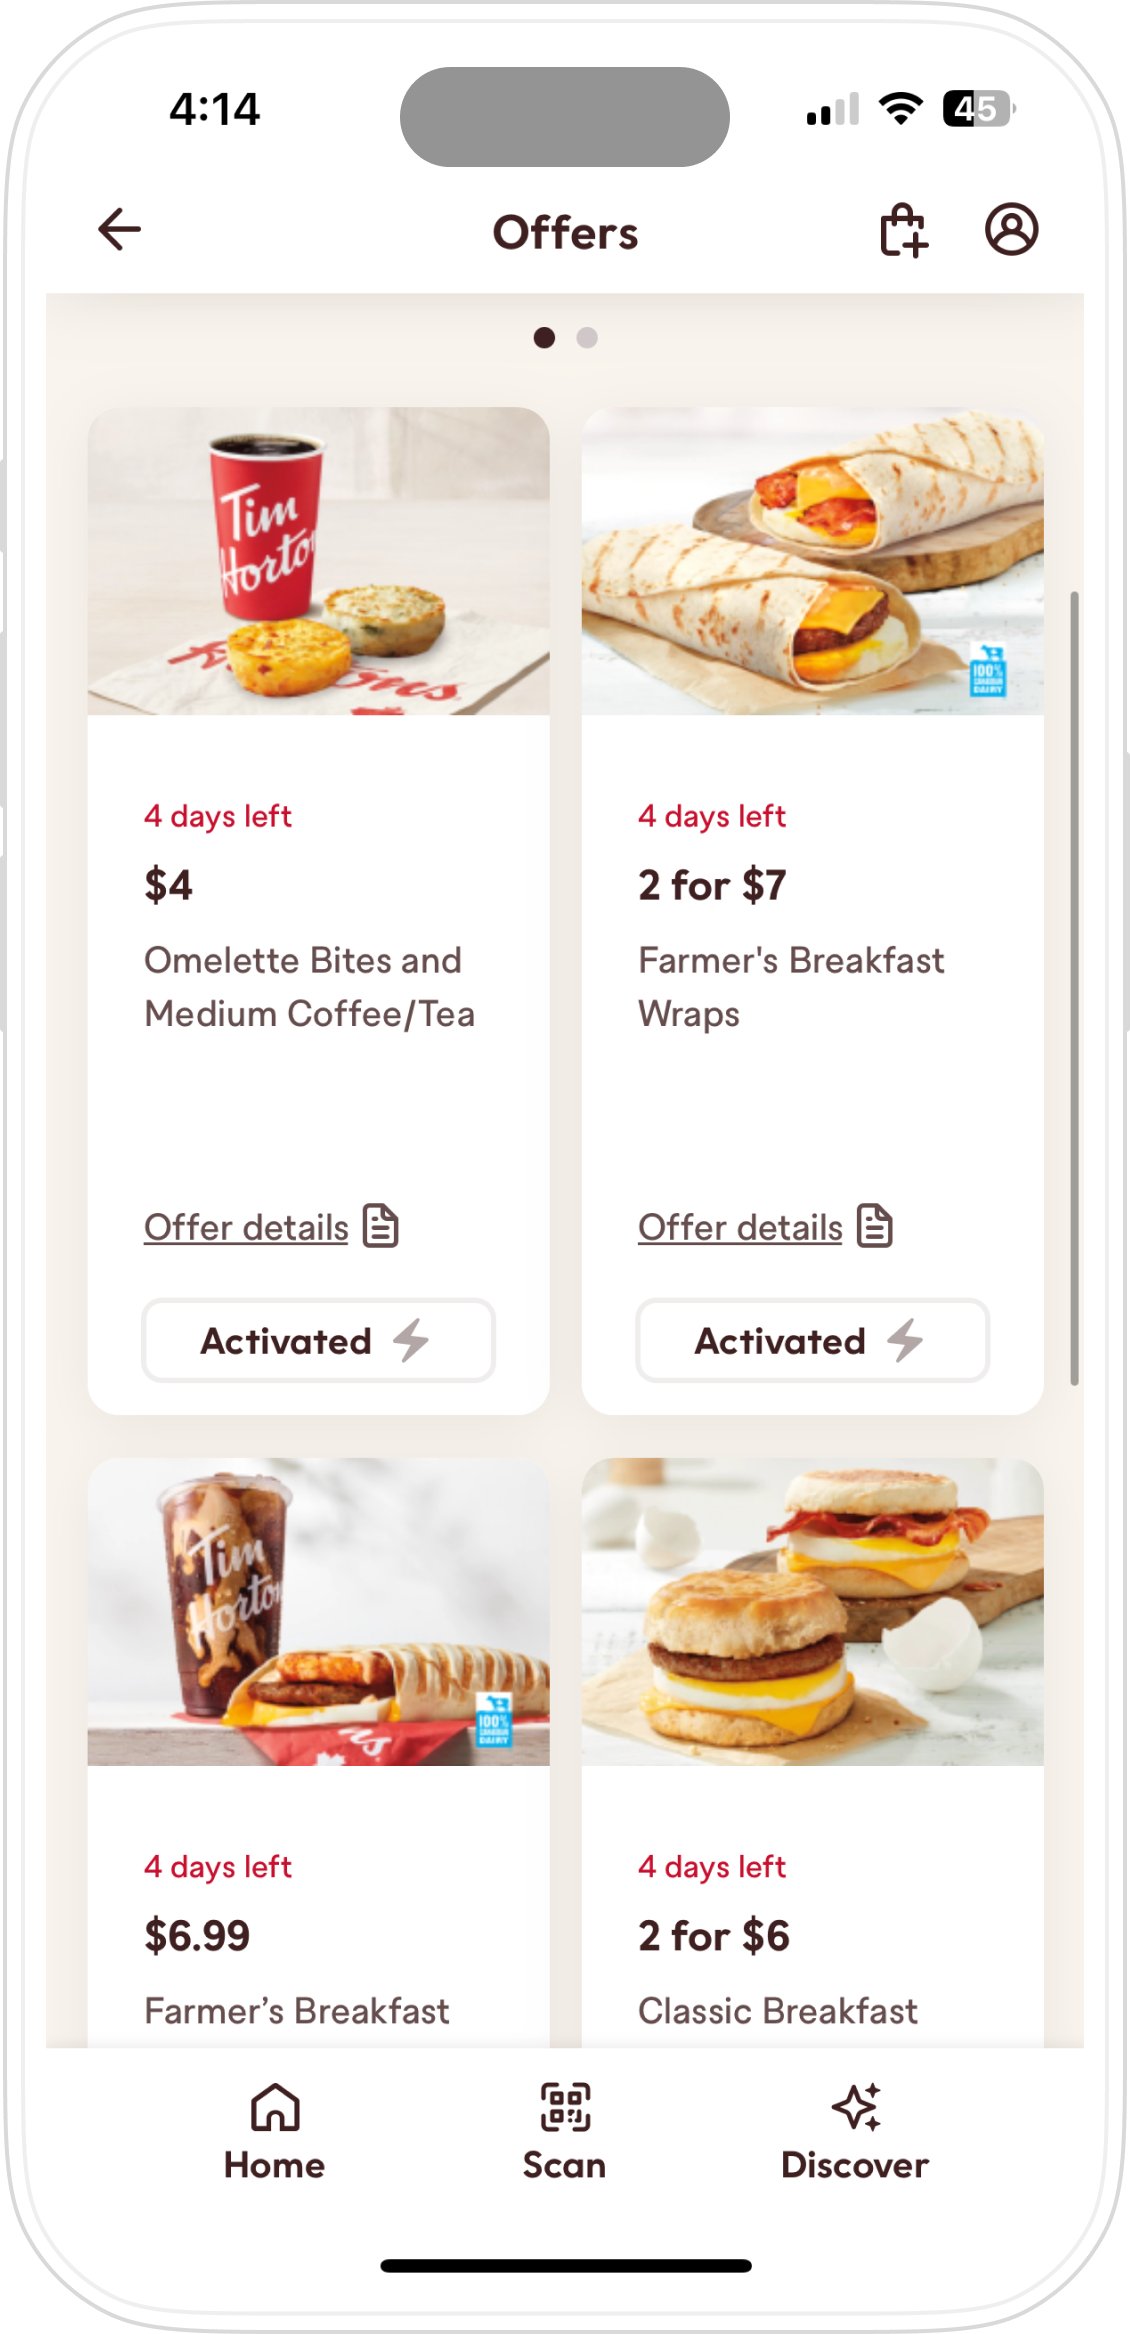 4:14
45
Offers
Tim
Horto
100%
CANADIAN
DAIRY
4 days left
$4
Omelette Bites and
Medium Coffee/Tea
Offer details
Activated
4 days left
2 for $7
Farmer's Breakfast
Wraps
Offer details
Activated
Tim
Horton
100%
CANADIAN
DAIRY
4 days left
$6.99
Farmer’s Breakfast
4 days left
2 for $6
Classic Breakfast
Home
Scan
Discover